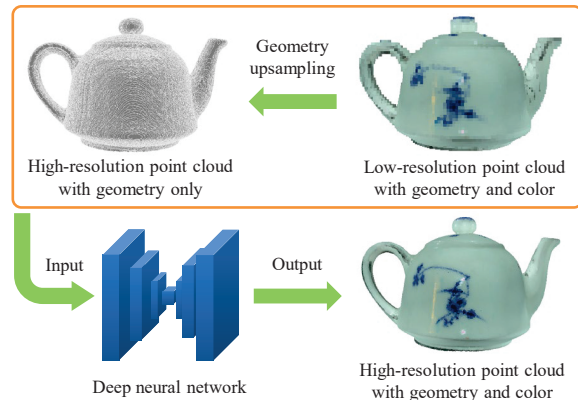 Geometry
upsampling
High-resolution point cloud
with geometry only
Low-resolution point cloud
with geometry and color
Input
Output
Deep neural network
High-resolution point cloud
with geometry and color